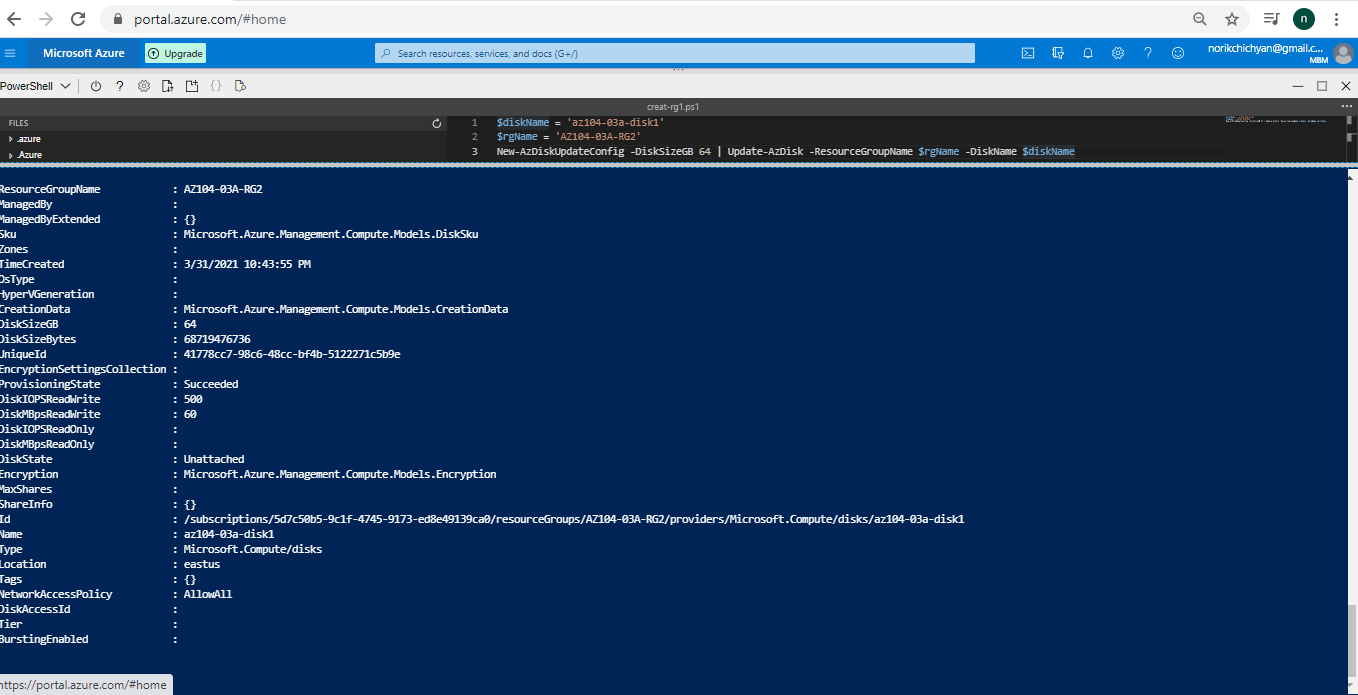 portal.azure.com/#home
n
Microsoft Azure
Upgrade
Search resources, services, and docs (G+/)
norikchichyan@gmail.c...
MBM
PowerShell
creat-rg1.ps1
FILES
.azure
.Azure
1 $diskName = 'az104-03a-disk1'
2 $rgName = 'AZ104-03A-RG2'
3 New-AzDiskUpdateConfig -DiskSizeGB 64 | Update-AzDisk -ResourceGroupName $rgName -DiskName $diskName
ResourceGroupName : AZ104-03A-RG2
ManagedBy :
ManagedByExtended : {}
Sku : Microsoft.Azure.Management.Compute.Models.DiskSku
Zones :
TimeCreated : 3/31/2021 10:43:55 PM
OsType :
HyperVGeneration :
CreationData : Microsoft.Azure.Management.Compute.Models.CreationData
DiskSizeGB : 64
DiskSizeBytes : 68719476736
UniqueId : 41778cc7-98c6-48cc-bf4b-5122271c5b9e
EncryptionSettingsCollection :
ProvisioningState : Succeeded
DiskIOPSReadWrite : 500
DiskMBpsReadWrite : 60
DiskIOPSReadOnly :
DiskMBpsReadOnly :
DiskState : Unattached
Encryption : Microsoft.Azure.Management.Compute.Models.Encryption
MaxShares :
ShareInfo : {}
Id : /subscriptions/5d7c50b5-9c1f-4745-9173-ed8e49139ca0/resourceGroups/AZ104-03A-RG2/providers/Microsoft.Compute/disks/az104-03a-disk1
Name : az104-03a-disk1
Type : Microsoft.Compute/disks
Location : eastus
Tags : {}
NetworkAccessPolicy : AllowAll
DiskAccessId :
Tier :
BurstingEnabled :
https://portal.azure.com/#home